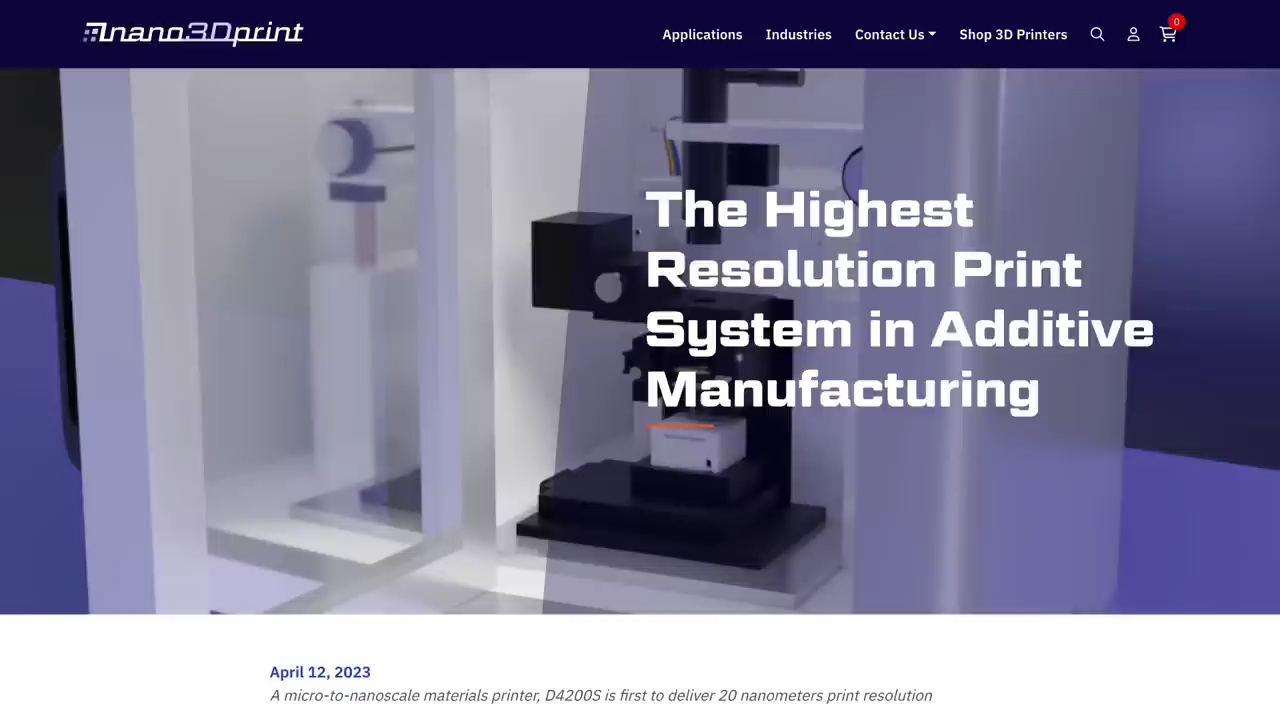 nano3Dprint
Applications
Industries
Contact Us
Shop 3D Printers
0
The Highest
Resolution Print
System in Additive
Manufacturing
April 12, 2023
A micro-to-nanoscale materials printer, D4200S is first to deliver 20 nanometers print resolution